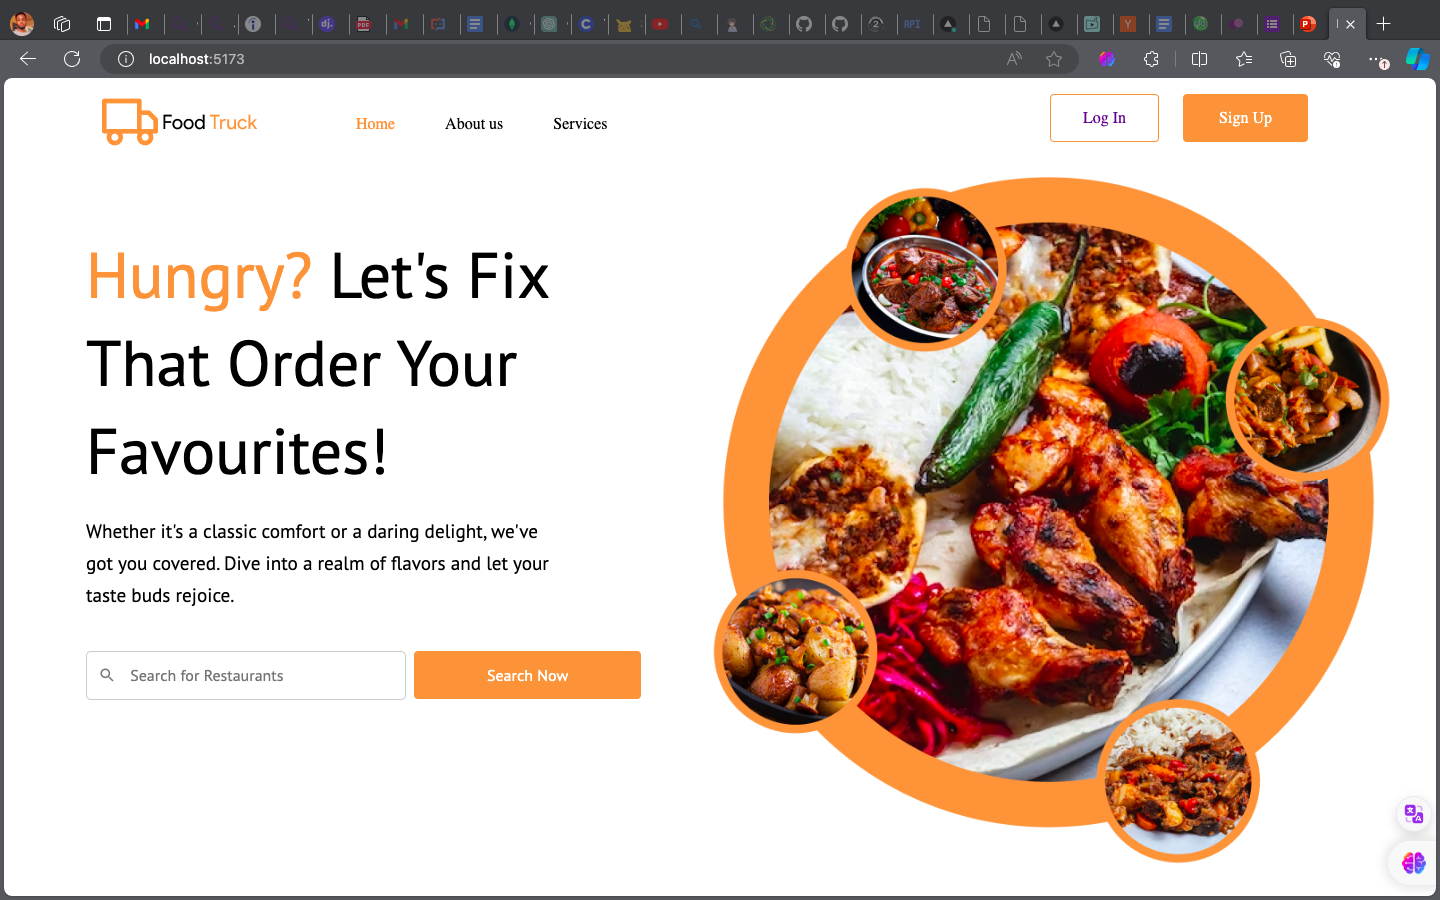 localhost:5173
Food Truck
Home
About us
Services
Log In
Sign Up
Hungry? Let's Fix
That Order Your
Favourites!
Whether it's a classic comfort or a daring delight, we've
got you covered. Dive into a realm of flavors and let your
taste buds rejoice.
Search for Restaurants
Search Now